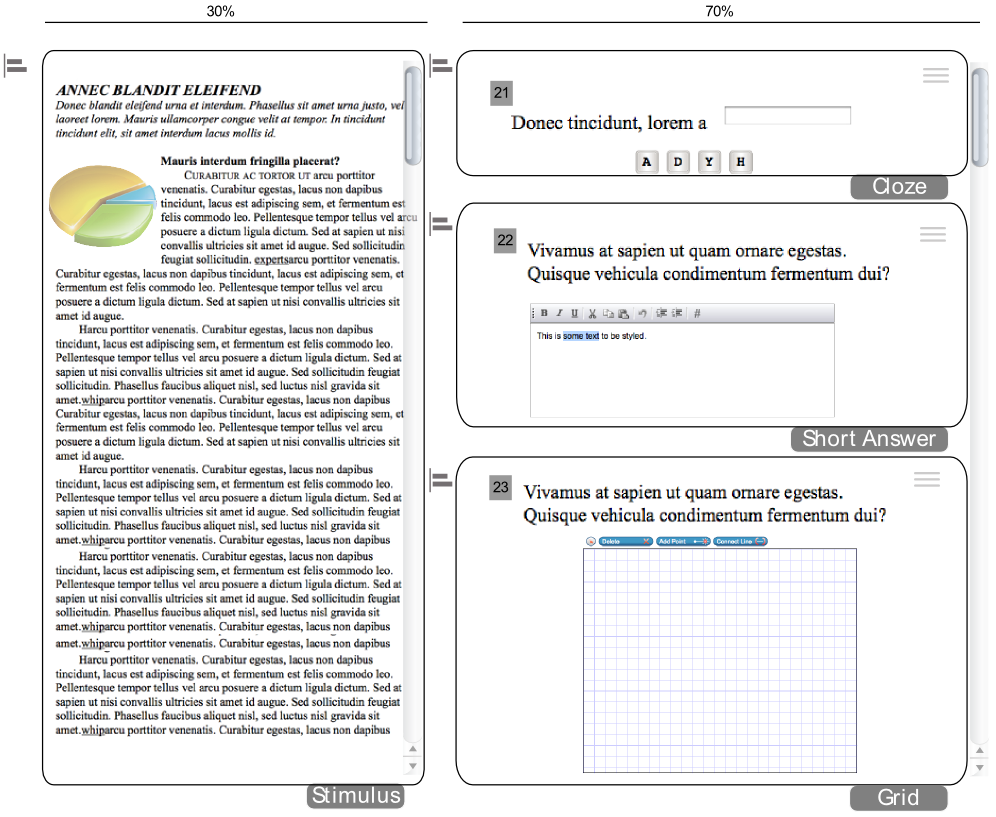 30%
70%
ANNEC BLANDIT ELEIFEND
Donec blandit eleifend urna et interdum. Phasellus sit amet urna justo, vel
laoreet lorem. Mauris ullamcorper congue velit at tempor. In tincidunt
tincidunt elit, sit amet interdum lacus mollis id.
Mauris interdum fringilla placerat?
CURABITUR AC TORTOR UT arcu porttitor
venenatis. Curabitur egestas, lacus non dapibus
tincidunt, lacus est adipiscing sem, et fermentum est
felis commodo leo. Pellentesque tempor tellus vel arcu
posuere a dictum ligula dictum. Sed at sapien ut nisi
convallis ultricies sit amet id augue. Sed sollicitudin
feugiat sollicitudin. expertsarcu porttitor venenatis.
Curabitur egestas, lacus non dapibus tincidunt, lacus est adipiscing sem, et
fermentum est felis commodo leo. Pellentesque tempor tellus vel arcu
posuere a dictum ligula dictum. Sed at sapien ut nisi convallis ultricies sit
amet id augue.
Harcu porttitor venenatis. Curabitur egestas, lacus non dapibus
tincidunt, lacus est adipiscing sem, et fermentum est felis commodo leo.
Pellentesque tempor tellus vel arcu posuere a dictum ligula dictum. Sed at
sapien ut nisi convallis ultricies sit amet id augue. Sed sollicitudin feugiat
sollicitudin. Phasellus faucibus aliquet nisl, sed luctus nisl gravida sit
amet.whiparcu porttitor venenatis. Curabitur egestas, lacus non dapibus
Curabitur egestas, lacus non dapibus tincidunt, lacus est adipiscing sem, et
fermentum est felis commodo leo. Pellentesque tempor tellus vel arcu
posuere a dictum ligula dictum. Sed at sapien ut nisi convallis ultricies sit
amet id augue.
Harcu porttitor venenatis. Curabitur egestas, lacus non dapibus
tincidunt, lacus est adipiscing sem, et fermentum est felis commodo leo.
Pellentesque tempor tellus vel arcu posuere a dictum ligula dictum. Sed at
sapien ut nisi convallis ultricies sit amet id augue. Sed sollicitudin feugiat
sollicitudin. Phasellus faucibus aliquet nisl, sed luctus nisl gravida sit
amet.whiparcu porttitor venenatis. Curabitur egestas, lacus non dapibus
Harcu porttitor venenatis. Curabitur egestas, lacus non dapibus
tincidunt, lacus est adipiscing sem, et fermentum est felis commodo leo.
Pellentesque tempor tellus vel arcu posuere a dictum ligula dictum. Sed at
sapien ut nisi convallis ultricies sit amet id augue. Sed sollicitudin feugiat
sollicitudin. Phasellus faucibus aliquet nisl, sed luctus nisl gravida sit
amet.whiparcu porttitor venenatis. Curabitur egestas, lacus non dapibus
amet.whiparcu porttitor venenatis. Curabitur egestas, lacus non dapibus
Harcu porttitor venenatis. Curabitur egestas, lacus non dapibus
tincidunt, lacus est adipiscing sem, et fermentum est felis commodo leo.
Pellentesque tempor tellus vel arcu posuere a dictum ligula dictum. Sed at
sapien ut nisi convallis ultricies sit amet id augue. Sed sollicitudin feugiat
sollicitudin. Phasellus faucibus aliquet nisl, sed luctus nisl gravida sit
amet.whiparcu porttitor venenatis. Curabitur egestas, lacus non dapibus
Stimulus
21
Donec tincidunt, lorem a
A D Y H
Cloze
22
Vivamus at sapien ut quam ornare egestas.
Quisque vehicula condimentum fermentum dui?
B I U #
This is some text to be styled.
Short Answer
23
Vivamus at sapien ut quam ornare egestas.
Quisque vehicula condimentum fermentum dui?
Delete Add Point Connect Line
Grid